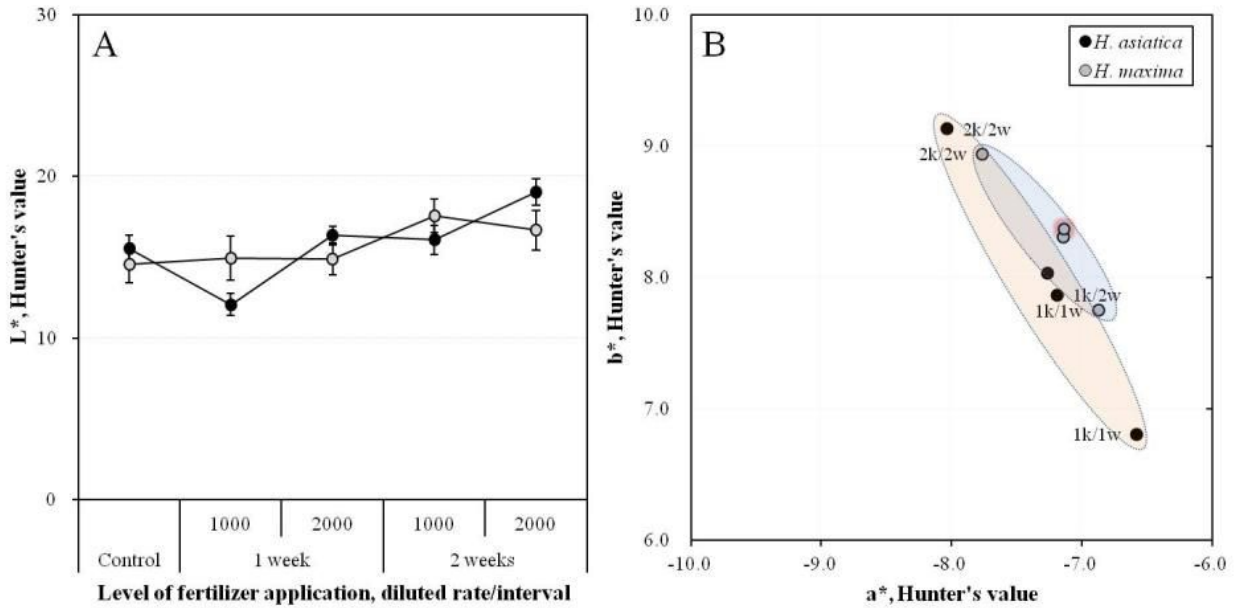 A
30
20
10
0
L*, Hunter's value
1000 2000 1000 2000
Control 1 week 2 weeks
Level of fertilizer application, diluted rate/interval
B
H. asiatica
H. maxima
10.0
9.0
8.0
7.0
6.0
b*, Hunter's value
2k/2w
2k/2w
1k/2w
1k/1w
1k/1w
-10.0 -9.0 -8.0 -7.0 -6.0
a*, Hunter's value